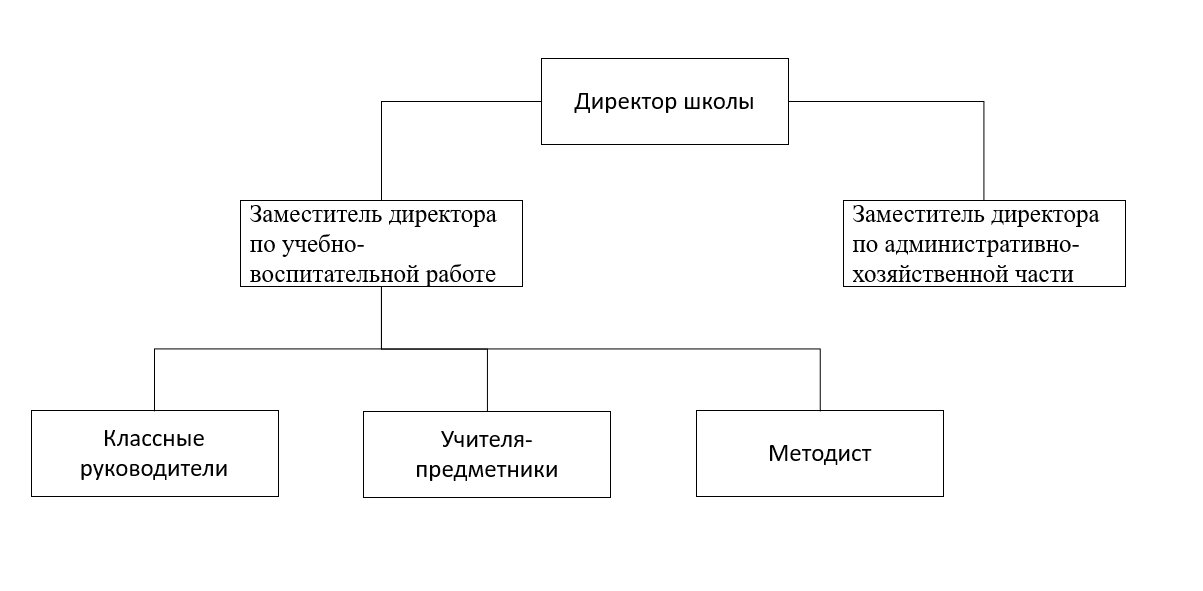 Директор школы
Заместитель директора
по учебно-
воспитательной работе
Заместитель директора
по административно-
хозяйственной части
Классные
руководители
Учителя-
предметники
Методист